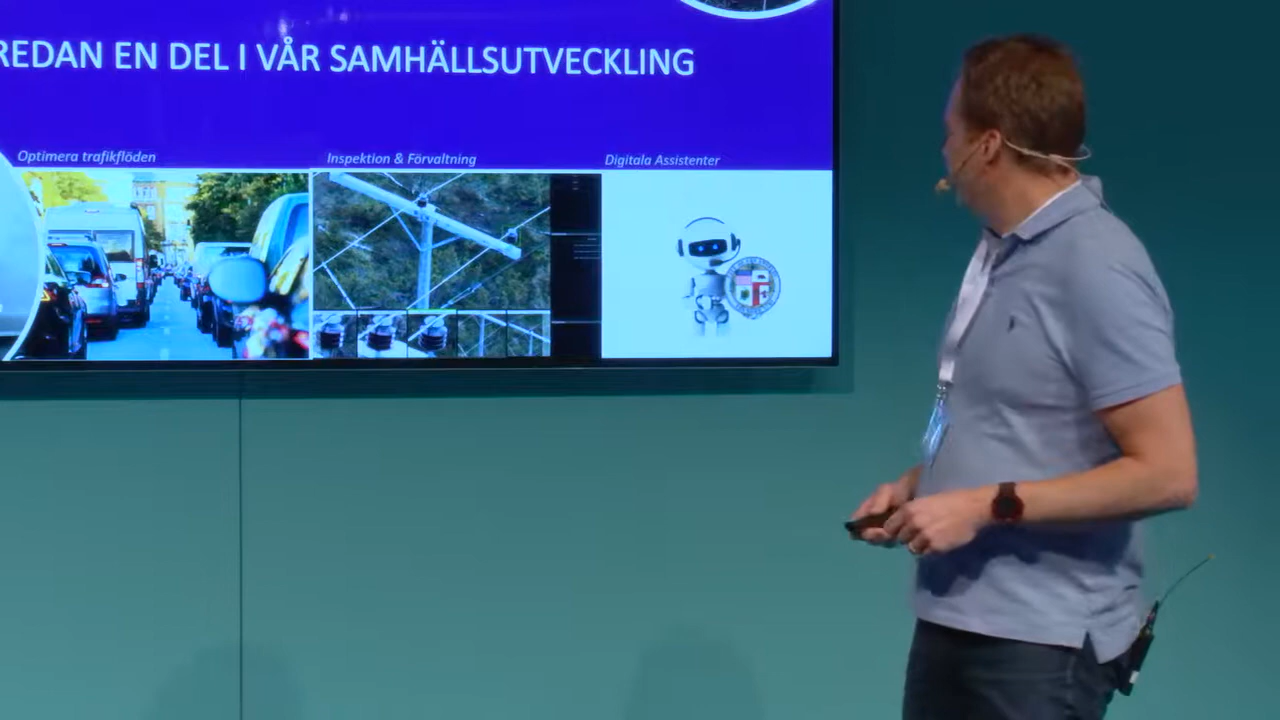 REDAN EN DEL I VÅR SAMHÄLLSUTVECKLING
Optimera trafikflöden
Inspektion & Förvaltning
Digitala Assistenter